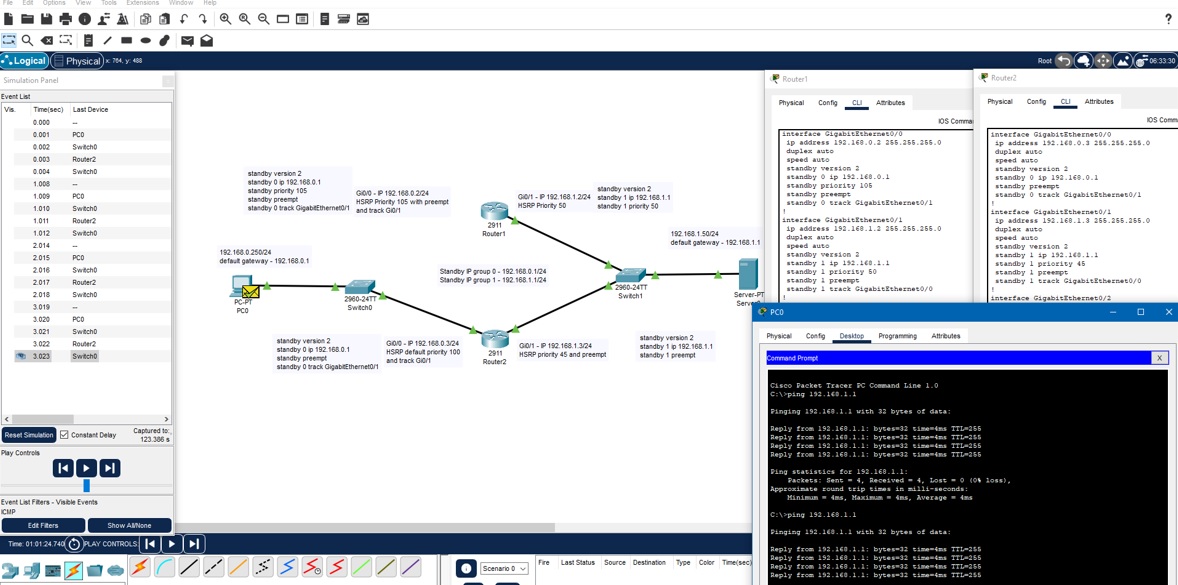 File Edit Options View Tools Extensions Window Help
?
Logical Physical x: 764, y: 488
Root 06:33:30
Simulation Panel
Event List
Vis. Time(sec) Last Device
0.000 --
0.001 PC0
0.002 Switch0
0.003 Router2
0.004 Switch0
1.008 --
1.009 PC0
1.010 Switch0
1.011 Router2
1.012 Switch0
2.014 --
2.015 PC0
2.016 Switch0
2.017 Router2
2.018 Switch0
3.019 --
3.020 PC0
3.021 Switch0
3.022 Router2
3.023 Switch0
Reset Simulation Constant Delay Captured to:
123.386 s
Play Controls
Event List Filters - Visible Events
ICMP
Edit Filters Show All/None
standby version 2
standby 0 ip 192.168.0.1
standby priority 105
standby preempt
standby 0 track GigabitEthernet0/1
Gi0/0 - IP 192.168.0.2/24
HSRP Priority 105 with preempt
and track Gi0/1
2911
Router1
Gi0/1 - IP 192.168.1.2/24
HSRP Priority 50
standby version 2
standby 1 ip 192.168.1.1
standby 1 priority 50
192.168.0.250/24
default gateway - 192.168.0.1
PC-PT
PC0
2960-24TT
Switch0
Standby IP group 0 - 192.168.0.1/24
Standby IP group 1 - 192.168.1.1/24
2960-24TT
Switch1
192.168.1.50/24
default gateway - 192.168.1.1
Server-PT
standby version 2
standby 0 ip 192.168.0.1
standby preempt
standby 0 track GigabitEthernet0/1
Gi0/0 - IP 192.168.0.3/24
HSRP default priority 100
and track Gi0/1
2911
Router2
Gi0/1 - IP 192.168.1.3/24
HSRP priority 45 and preempt
standby version 2
standby 1 ip 192.168.1.1
standby 1 preempt
Router1
Physical Config CLI Attributes
IOS Comma
interface GigabitEthernet0/0
ip address 192.168.0.2 255.255.255.0
duplex auto
speed auto
standby version 2
standby 0 ip 192.168.0.1
standby priority 105
standby preempt
standby 0 track GigabitEthernet0/1
!
interface GigabitEthernet0/1
ip address 192.168.1.2 255.255.255.0
duplex auto
speed auto
standby version 2
standby 1 ip 192.168.1.1
standby 1 priority 50
standby 1 preempt
standby 1 track GigabitEthernet0/0
!
Router2
Physical Config CLI Attributes
IOS Comm
interface GigabitEthernet0/0
ip address 192.168.0.3 255.255.255.0
duplex auto
speed auto
standby version 2
standby 0 ip 192.168.0.1
standby preempt
standby 0 track GigabitEthernet0/1
!
interface GigabitEthernet0/1
ip address 192.168.1.3 255.255.255.0
duplex auto
speed auto
standby version 2
standby 1 ip 192.168.1.1
standby 1 priority 45
standby 1 preempt
standby 1 track GigabitEthernet0/0
!
interface GigabitEthernet0/2
PC0
Physical Config Desktop Programming Attributes
Command Prompt X
Cisco Packet Tracer PC Command Line 1.0
C:\>ping 192.168.1.1
Pinging 192.168.1.1 with 32 bytes of data:
Reply from 192.168.1.1: bytes=32 time=4ms TTL=255
Reply from 192.168.1.1: bytes=32 time=4ms TTL=255
Reply from 192.168.1.1: bytes=32 time=4ms TTL=255
Reply from 192.168.1.1: bytes=32 time=4ms TTL=255
Ping statistics for 192.168.1.1:
Packets: Sent = 4, Received = 4, Lost = 0 (0% loss),
Approximate round trip times in milli-seconds:
Minimum = 4ms, Maximum = 4ms, Average = 4ms
C:\>ping 192.168.1.1
Pinging 192.168.1.1 with 32 bytes of data:
Reply from 192.168.1.1: bytes=32 time=4ms TTL=255
Reply from 192.168.1.1: bytes=32 time=4ms TTL=255
Reply from 192.168.1.1: bytes=32 time=4ms TTL=255
Reply from 192.168.1.1: bytes=32 time=4ms TTL=255
Time: 01:01:24.740 PLAY CONTROLS:
Scenario 0
Fire Last Status Source Destination Type Color Time(sec)